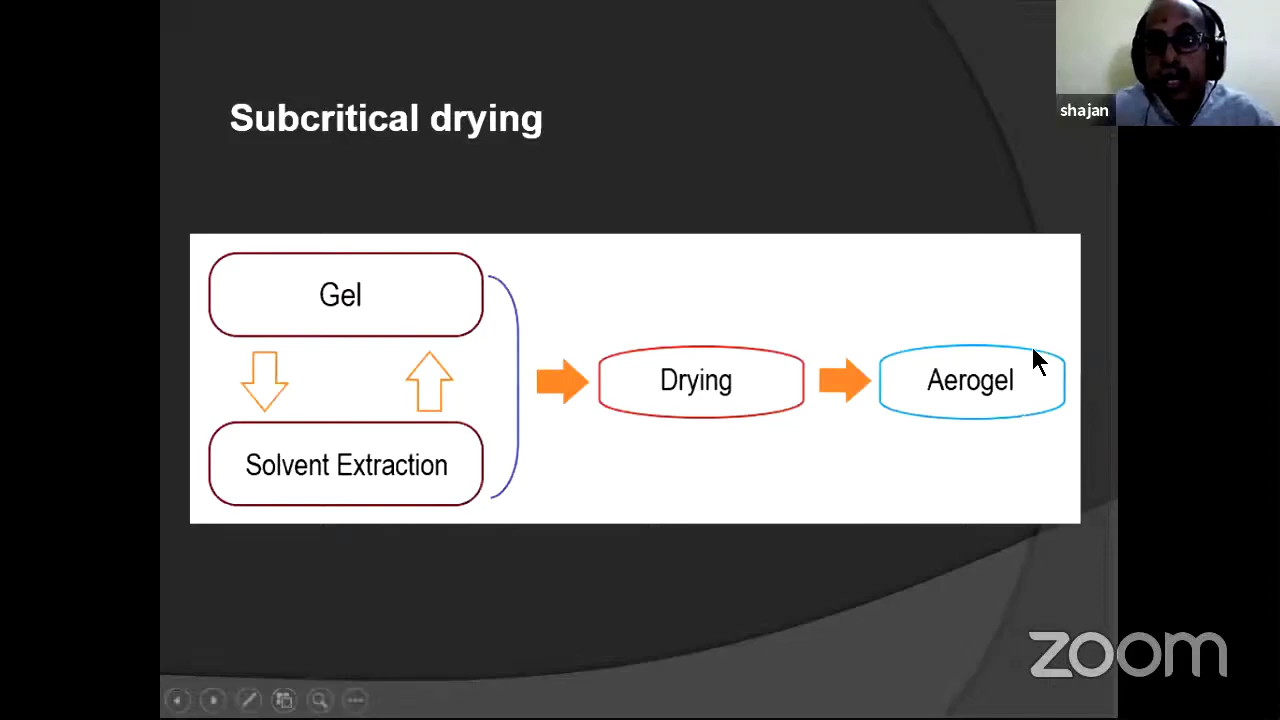 shajan
Subcritical drying
Gel
Solvent Extraction
Drying
Aerogel
zoom